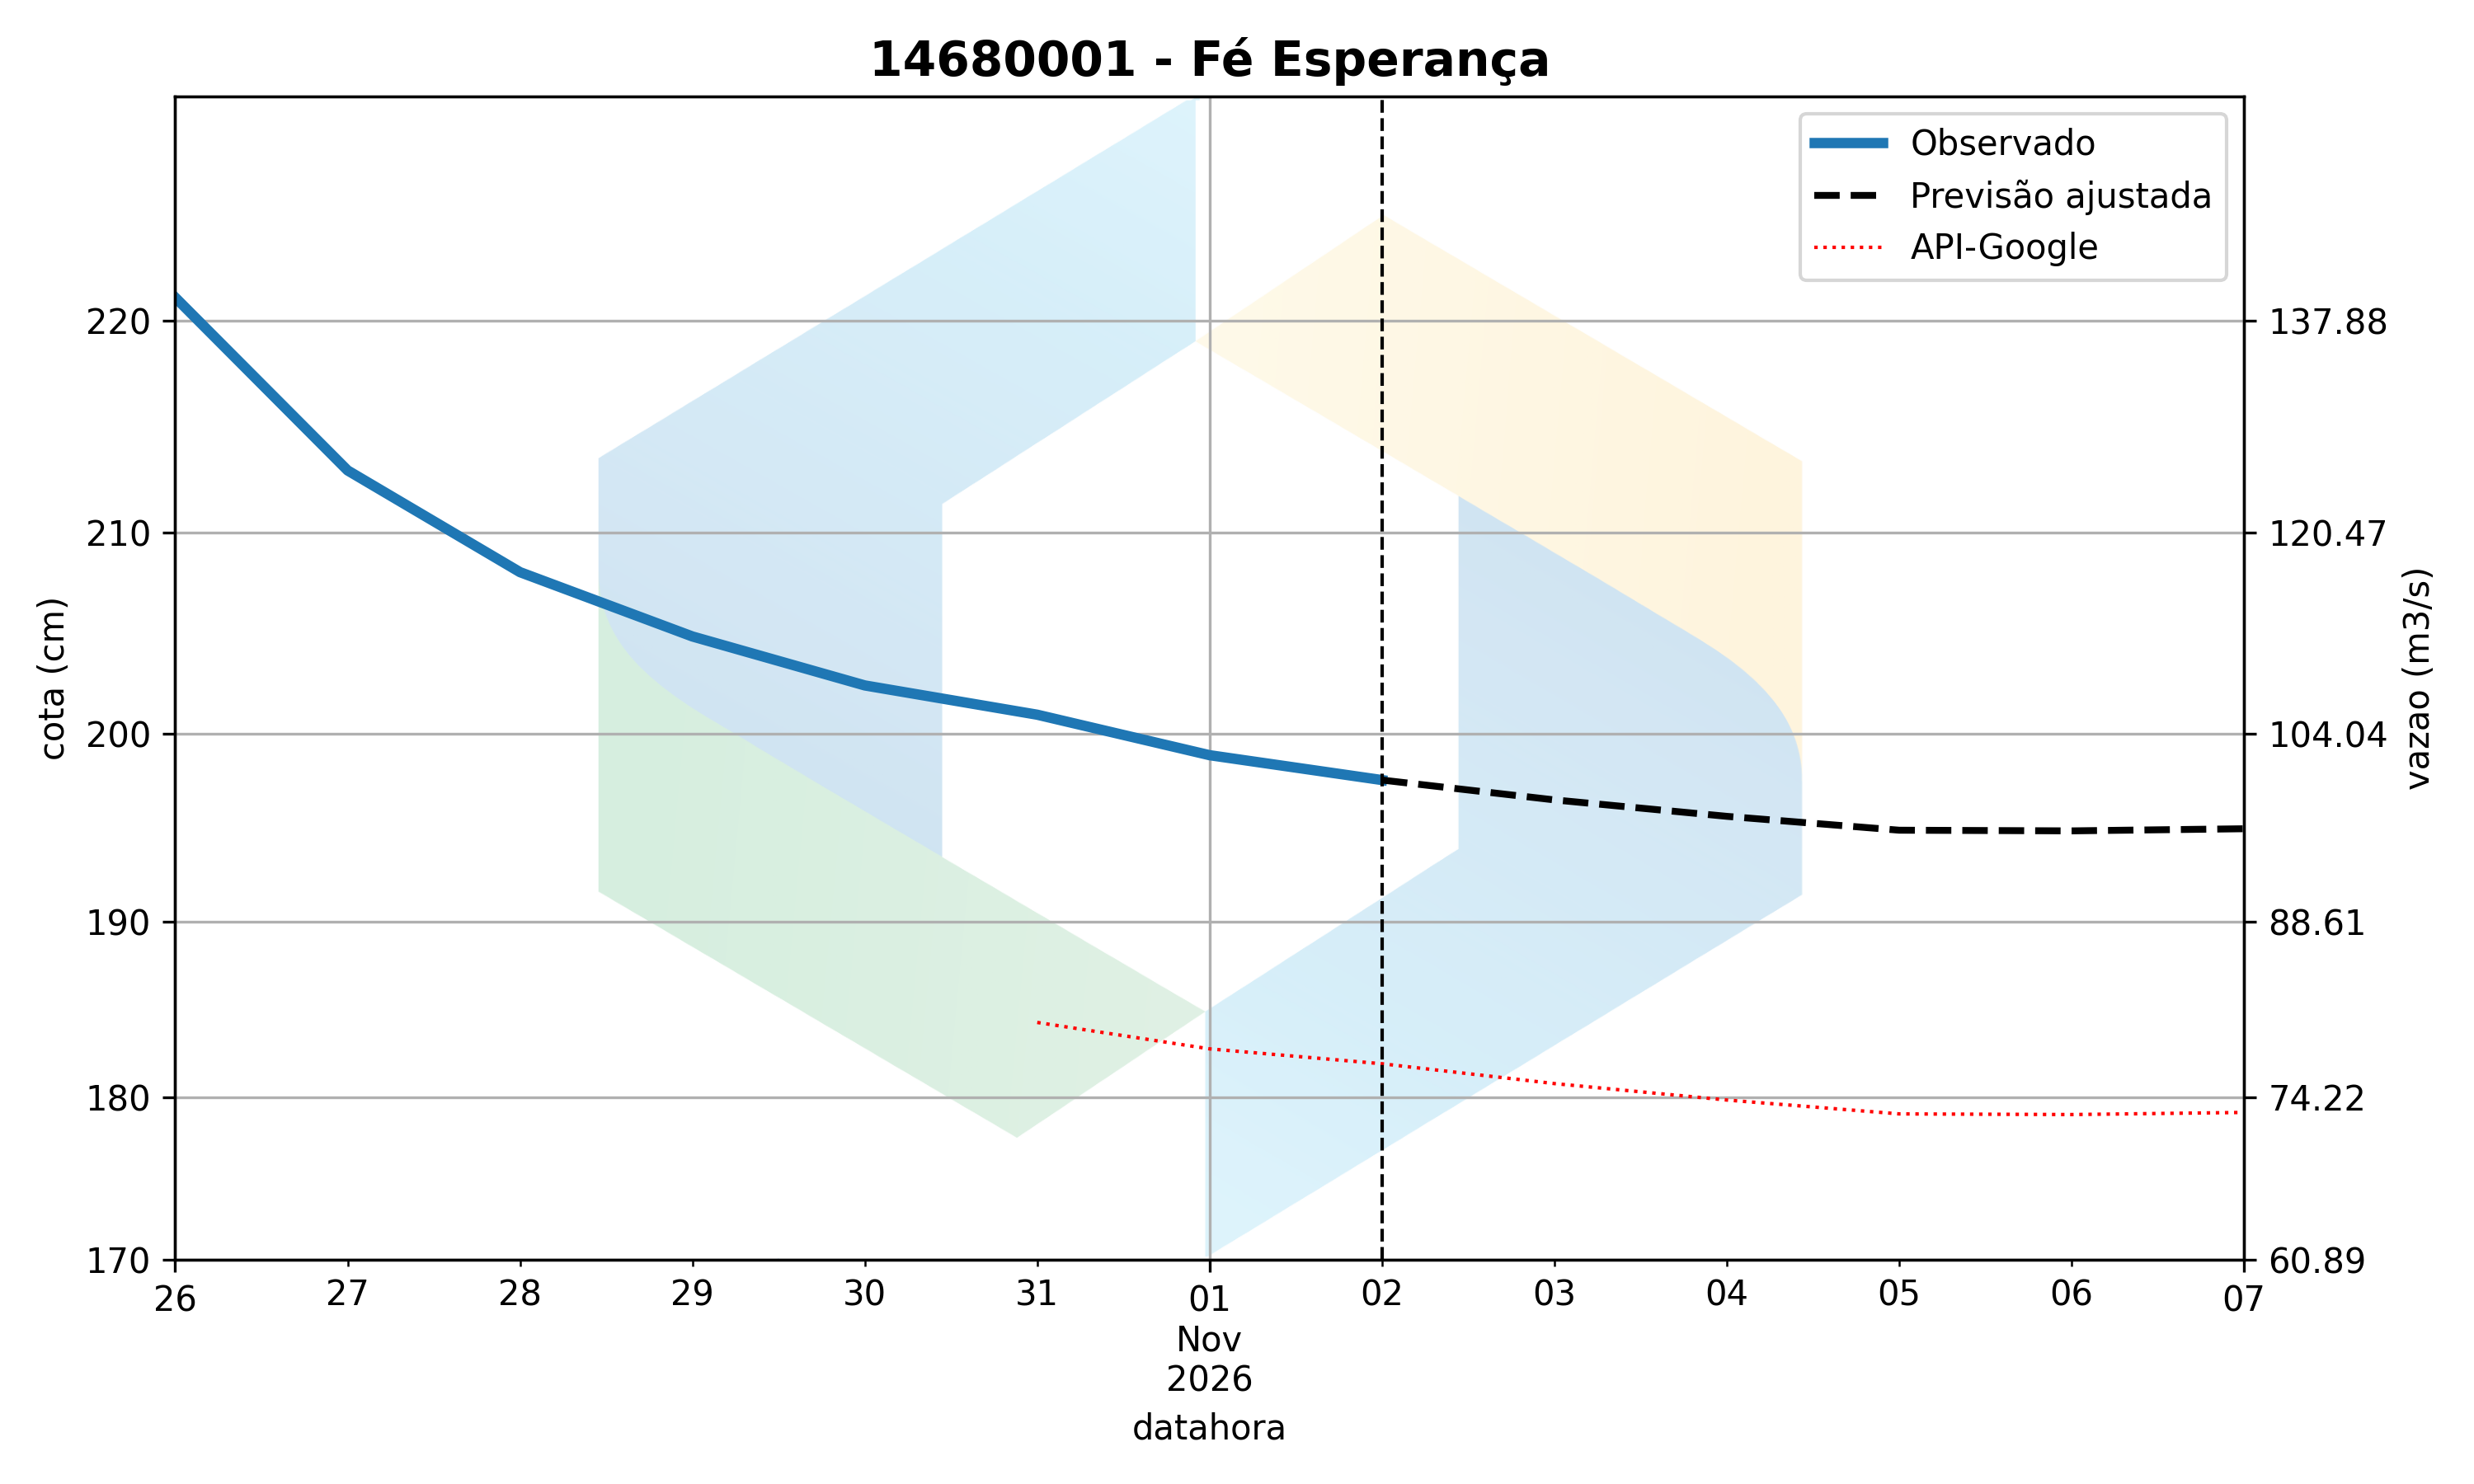 14680001 - Fé Esperança
Observado
Previsão ajustada
API-Google
220
210
200
190
180
170
cota (cm)
137.88
120.47
104.04
88.61
74.22
60.89
vazao (m3/s)
26 27 28 29 30 31 01 02 03 04 05 06 07
Nov
2026
datahora